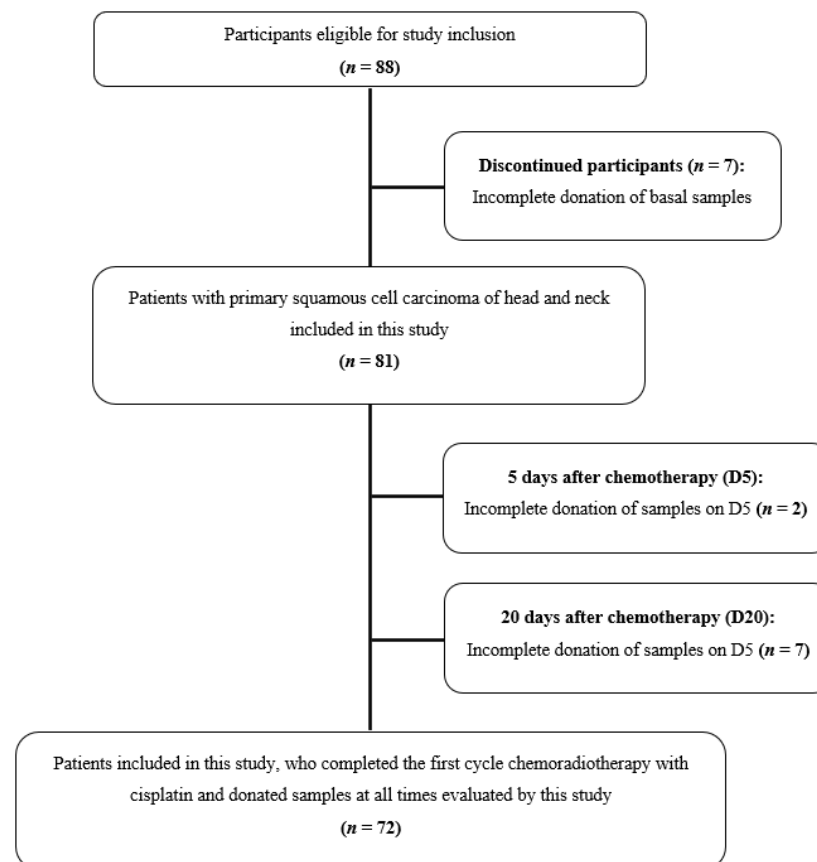 Participants eligible for study inclusion
(n = 88)
Discontinued participants (n = 7):
Incomplete donation of basal samples
Patients with primary squamous cell carcinoma of head and neck
included in this study
(n = 81)
5 days after chemotherapy (D5):
Incomplete donation of samples on D5 (n = 2)
20 days after chemotherapy (D20):
Incomplete donation of samples on D5 (n = 7)
Patients included in this study, who completed the first cycle chemoradiotherapy with
cisplatin and donated samples at all times evaluated by this study
(n = 72)